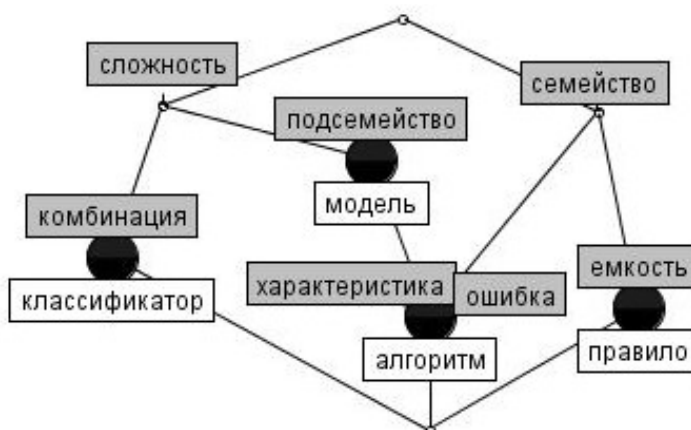 сложность
семейство
подсемейство
модель
комбинация
классификатор
характеристика
ошибка
емкость
алгоритм
правило